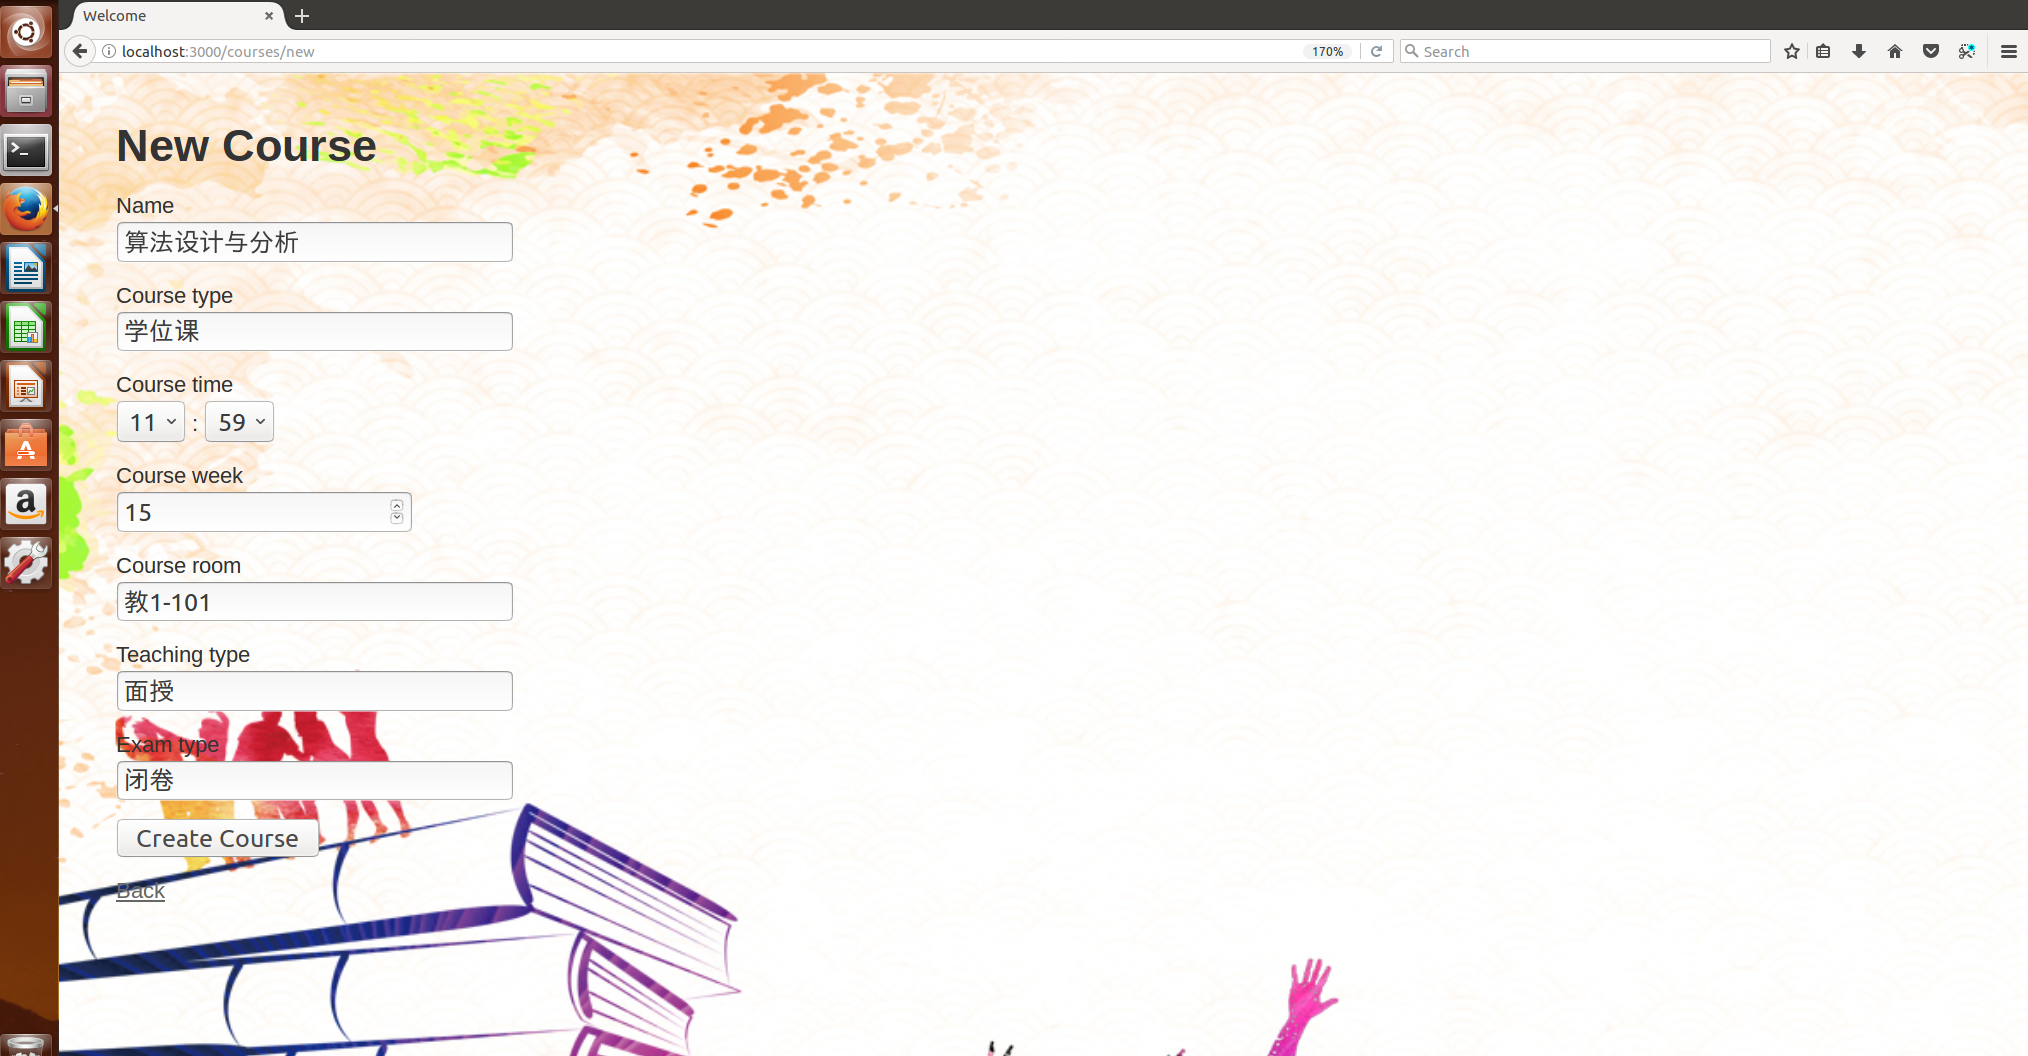 Welcome
localhost:3000/courses/new
170%
Search
New Course
Name
算法设计与分析
Course type
学位课
Course time
11 : 59
Course week
15
Course room
教1-101
Teaching type
面授
Exam type
闭卷
Create Course
Back